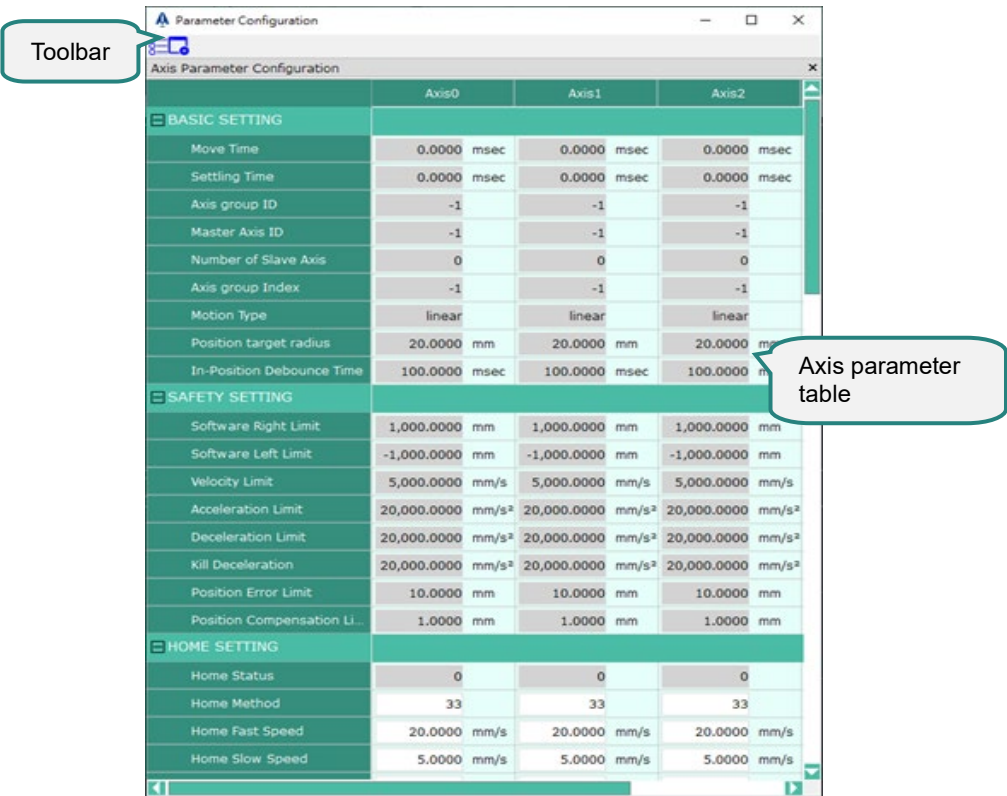 Parameter Configuration
Toolbar
Axis Parameter Configuration
Axis0 Axis1 Axis2
BASIC SETTING
Move Time 0.0000 msec 0.0000 msec 0.0000 msec
Settling Time 0.0000 msec 0.0000 msec 0.0000 msec
Axis group ID -1 -1 -1
Master Axis ID -1 -1 -1
Number of Slave Axis 0 0 0
Axis group Index -1 -1 -1
Motion Type linear linear linear
Position target radius 20.0000 mm 20.0000 mm 20.0000
In-Position Debounce Time 100.0000 msec 100.0000 msec 100.0000
Axis parameter
table
SAFETY SETTING
Software Right Limit 1,000.0000 mm 1,000.0000 mm 1,000.0000 mm
Software Left Limit -1,000.0000 mm -1,000.0000 mm -1,000.0000 mm
Velocity Limit 5,000.0000 mm/s 5,000.0000 mm/s 5,000.0000 mm/s
Acceleration Limit 20,000.0000 mm/s² 20,000.0000 mm/s² 20,000.0000 mm/s²
Deceleration Limit 20,000.0000 mm/s² 20,000.0000 mm/s² 20,000.0000 mm/s²
Kill Deceleration 20,000.0000 mm/s² 20,000.0000 mm/s² 20,000.0000 mm/s²
Position Error Limit 10.0000 mm 10.0000 mm 10.0000 mm
Position Compensation Li... 1.0000 mm 1.0000 mm 1.0000 mm
HOME SETTING
Home Status 0 0 0
Home Method 33 33 33
Home Fast Speed 20.0000 mm/s 20.0000 mm/s 20.0000 mm/s
Home Slow Speed 5.0000 mm/s 5.0000 mm/s 5.0000 mm/s